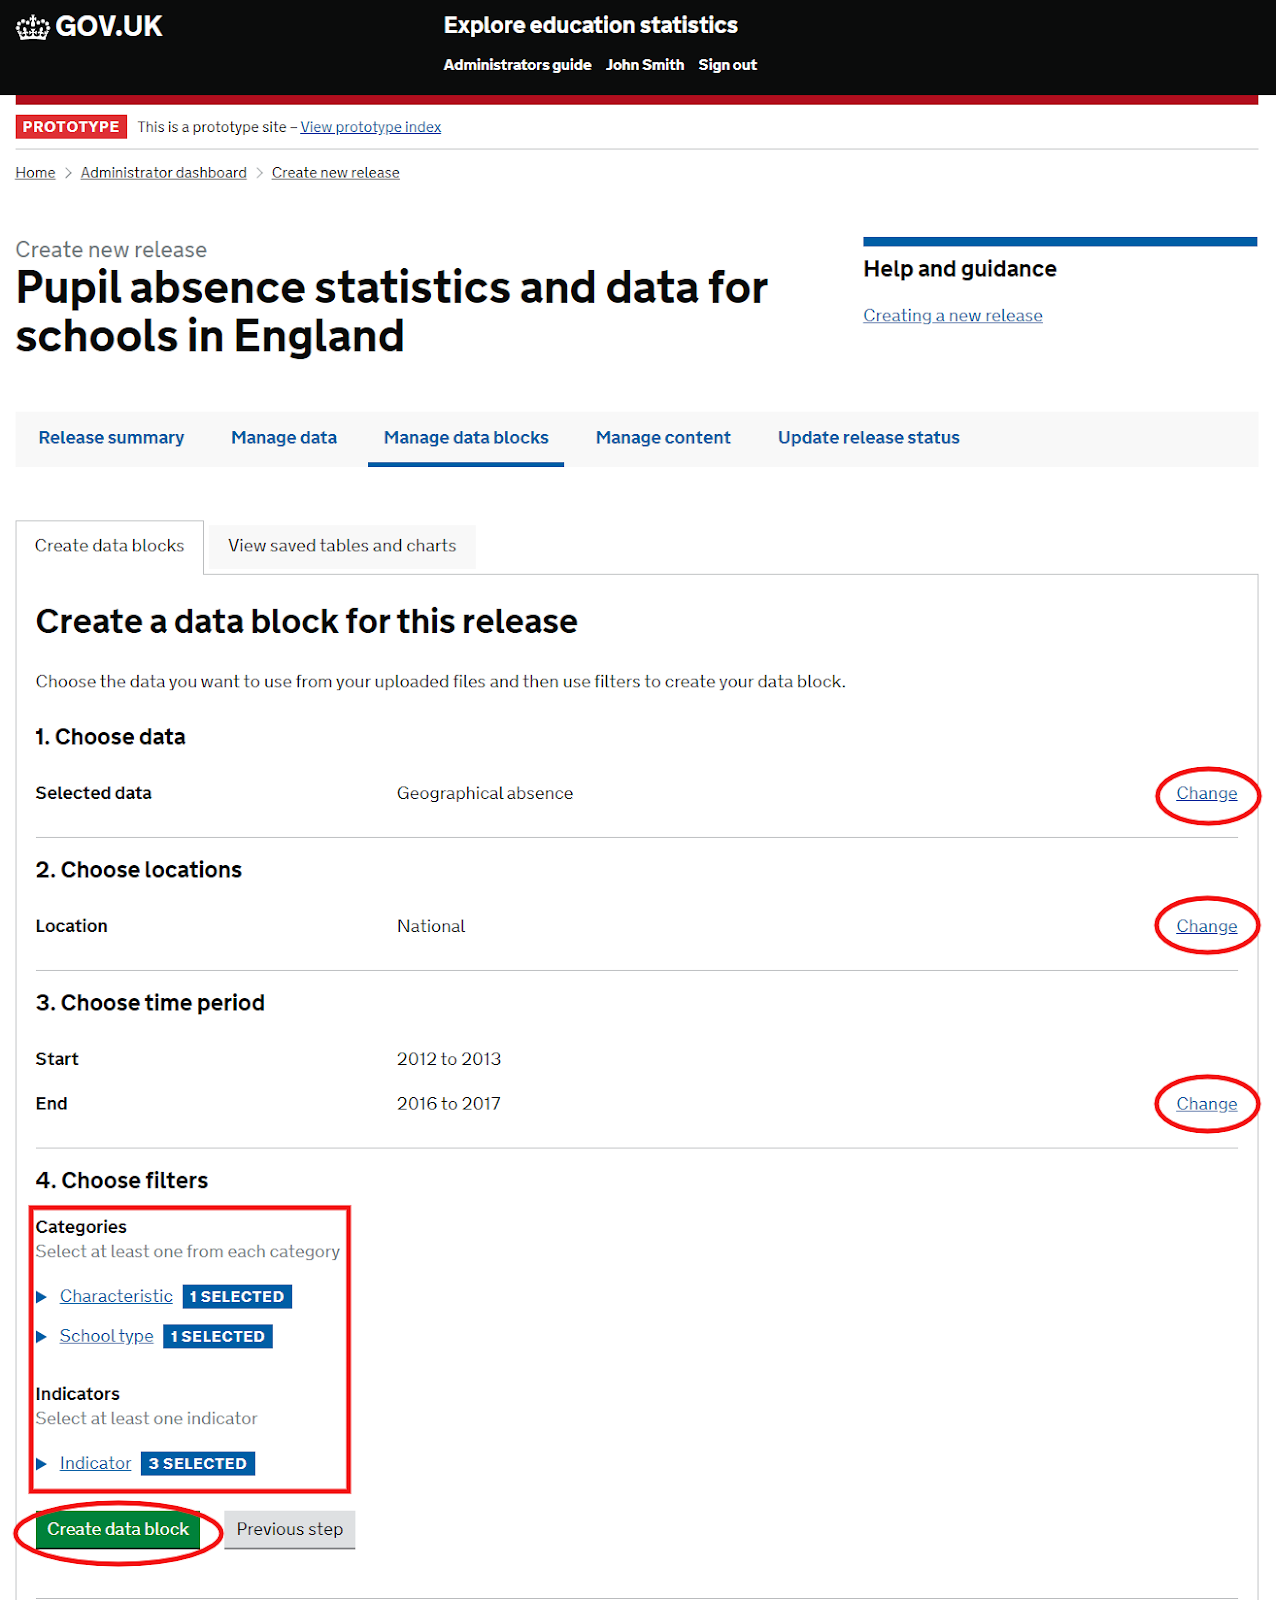 GOV.UK
Explore education statistics
Administrators guide John Smith Sign out
PROTOTYPE This is a prototype site – View prototype index
Home > Administrator dashboard > Create new release
Create new release
Pupil absence statistics and data for
schools in England
Help and guidance
Creating a new release
Release summary Manage data Manage data blocks Manage content Update release status
Create data blocks View saved tables and charts
Create a data block for this release
Choose the data you want to use from your uploaded files and then use filters to create your data block.
1. Choose data
Selected data Geographical absence Change
2. Choose locations
Location National Change
3. Choose time period
Start 2012 to 2013
End 2016 to 2017 Change
4. Choose filters
Categories
Select at least one from each category
Characteristic 1 SELECTED
School type 1 SELECTED
Indicators
Select at least one indicator
Indicator 3 SELECTED
Create data block Previous step